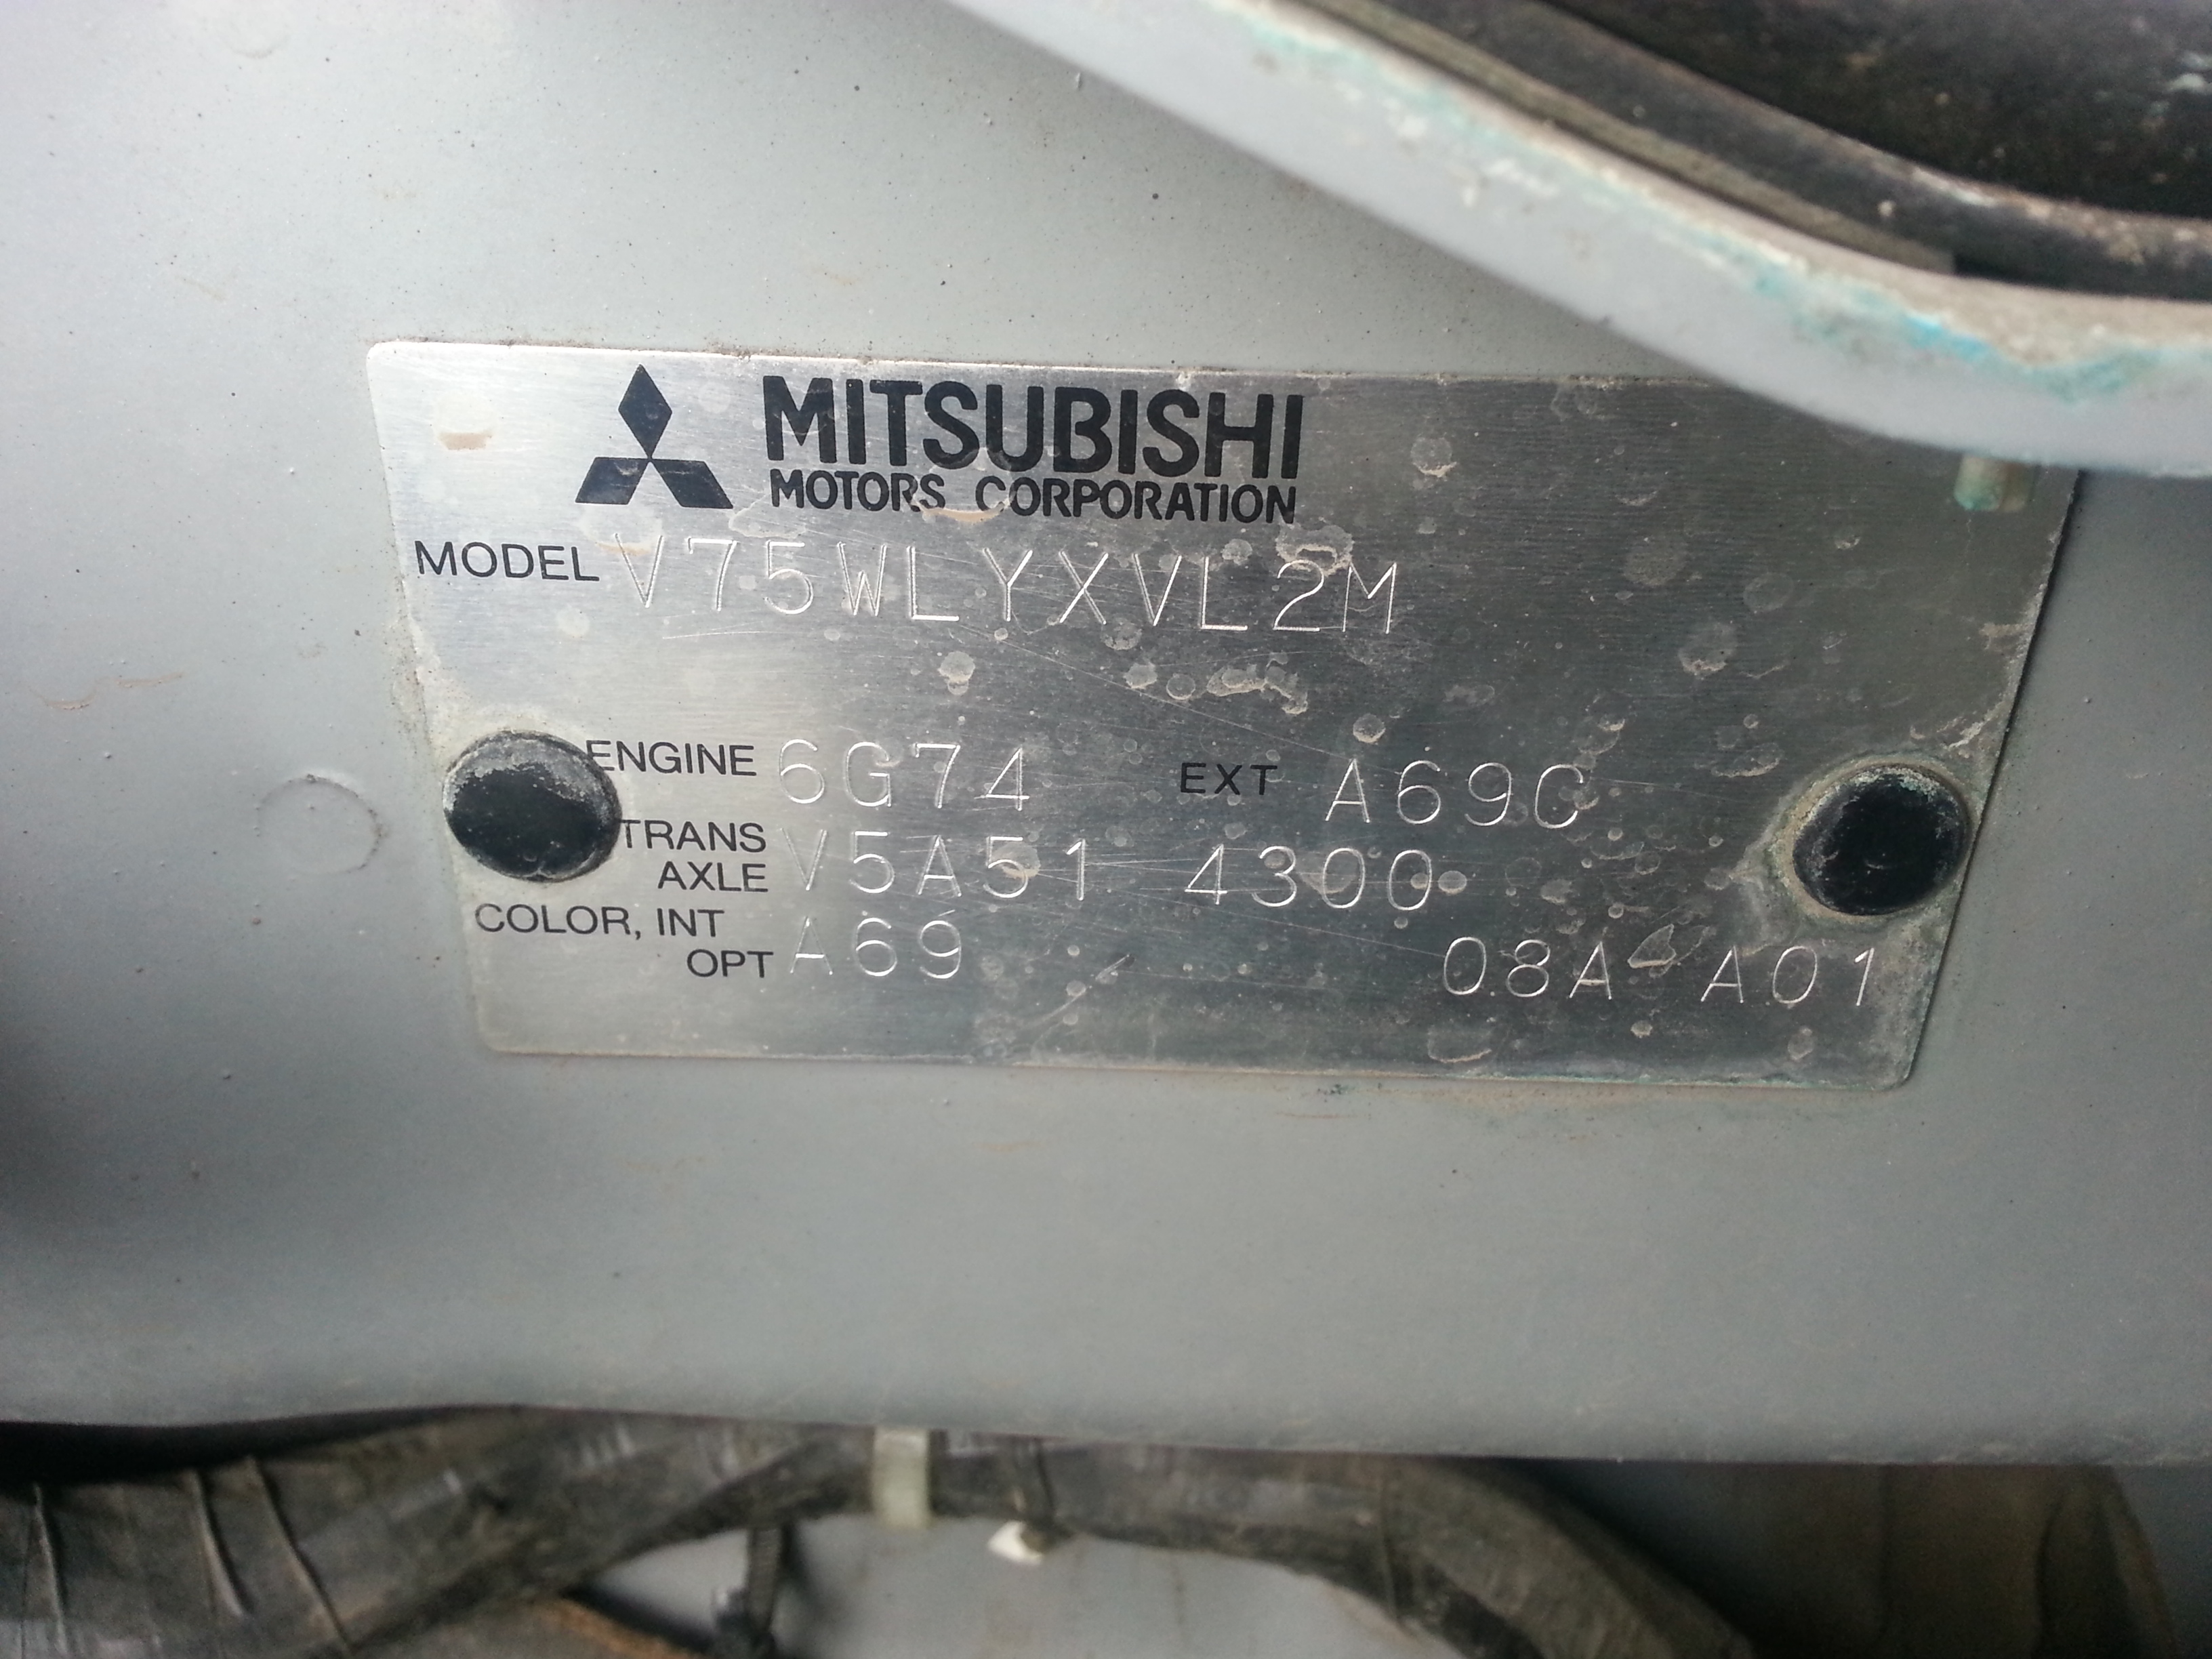 MITSUBISHI
MOTORS CORPORATION
MODEL V75WLYXVL2M
ENGINE 6G74 EXT A69C
TRANS
AXLE V5A51 4300
COLOR, INT
OPT A69 08A A01